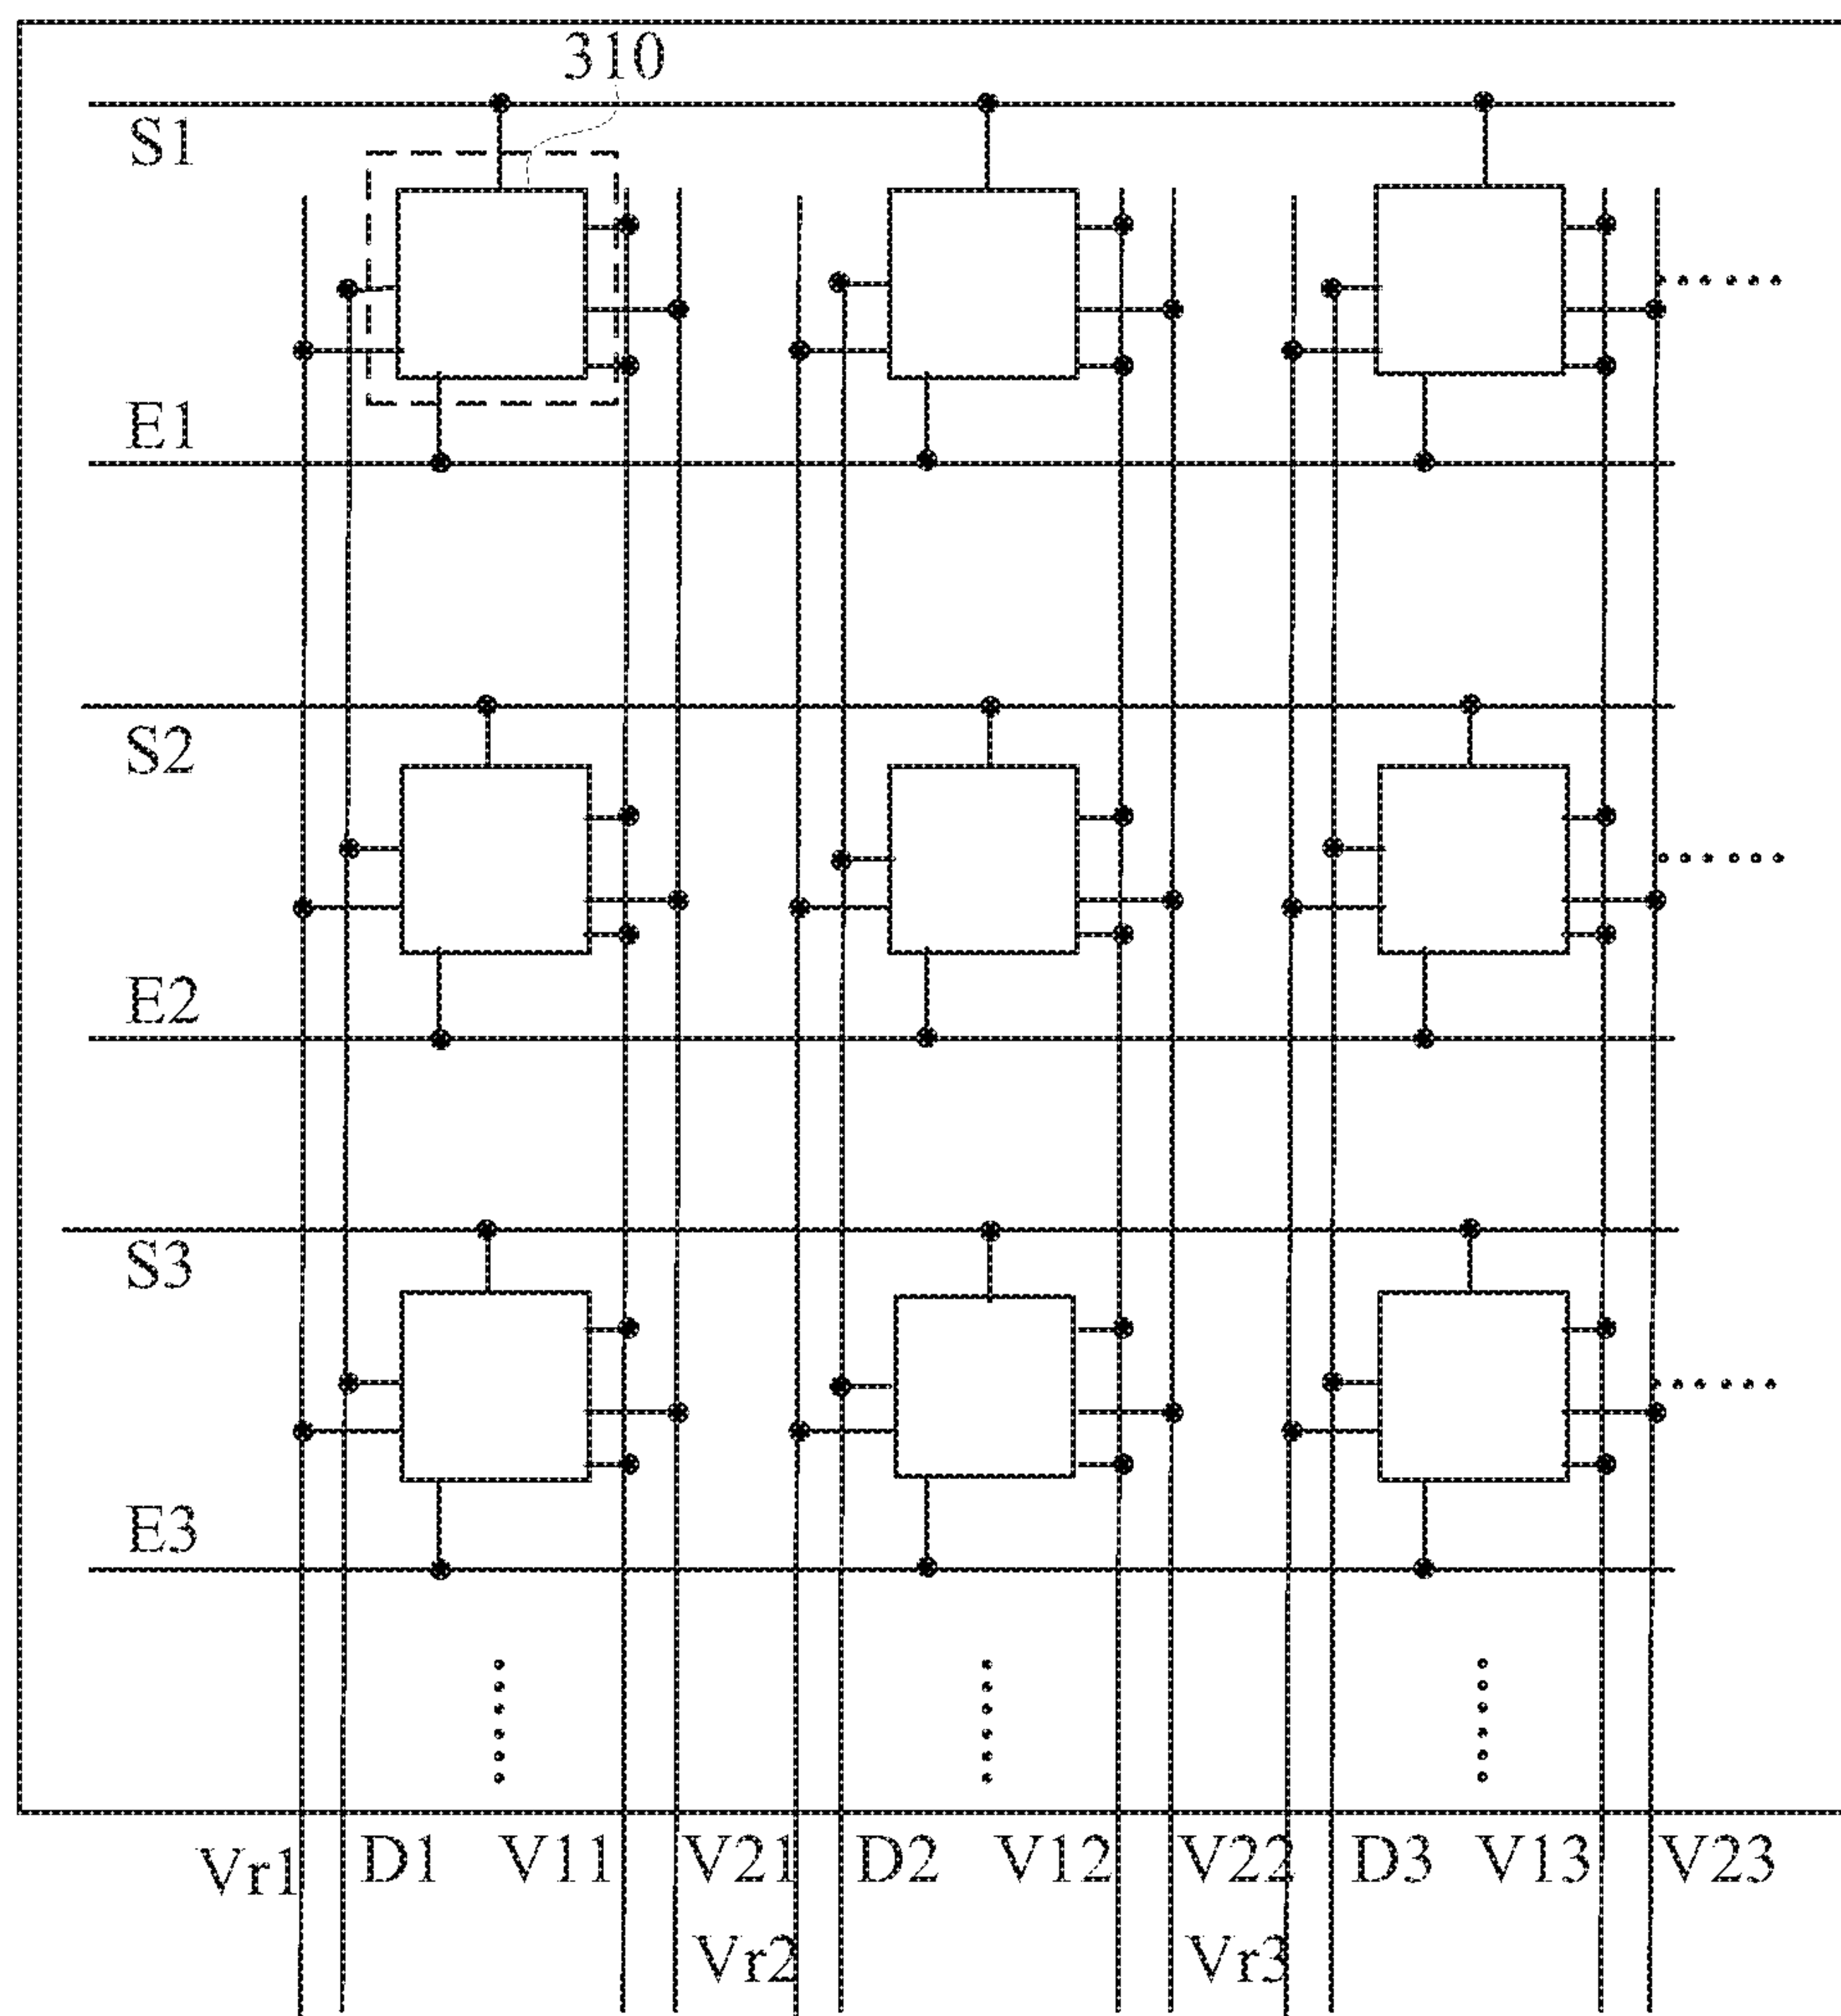 310
S1
E1
S2
E2
S3
E3
Vr1 D1 V11 V21 D2 V12 V22 D3 V13 V23
Vr2 Vr3